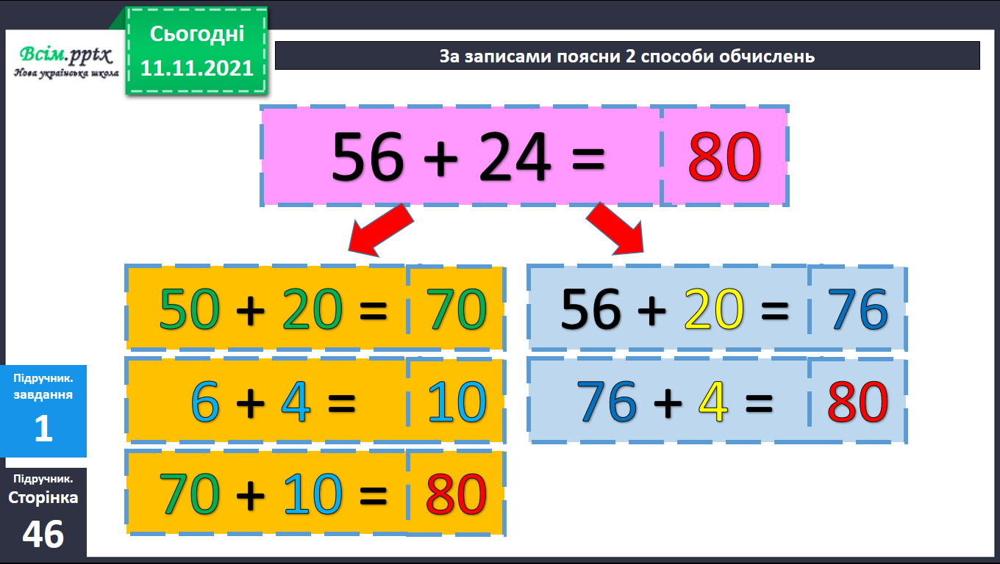 Всім.pptx
Нова українська школа
Сьогодні
11.11.2021
За записами поясни 2 способи обчислень
56 + 24 = 80
50 + 20 = 70
6 + 4 = 10
70 + 10 = 80
56 + 20 = 76
76 + 4 = 80
Підручник.
завдання
1
Підручник.
Сторінка
46